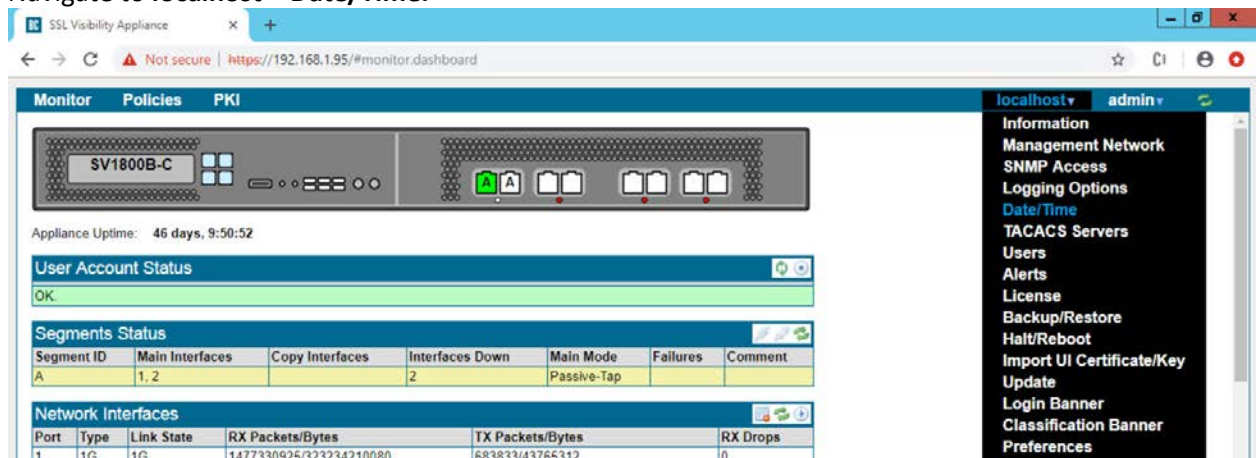 Navigate to localhost > Date/Time.
SSL Visibility Appliance
Not secure | https://192.168.1.95/#monitor.dashboard
Monitor Policies PKI localhost▾ admin▾
SV1800B-C
A A
Appliance Uptime: 46 days, 9:50:52
User Account Status
OK.
Segments Status
Segment ID Main Interfaces Copy Interfaces Interfaces Down Main Mode Failures Comment
A 1, 2 2 Passive-Tap
Network Interfaces
Port Type Link State RX Packets/Bytes TX Packets/Bytes RX Drops
1 1G 1G 1477330925/323234210080 683833/43765312 0
Information
Management Network
SNMP Access
Logging Options
Date/Time
TACACS Servers
Users
Alerts
License
Backup/Restore
Halt/Reboot
Import UI Certificate/Key
Update
Login Banner
Classification Banner
Preferences